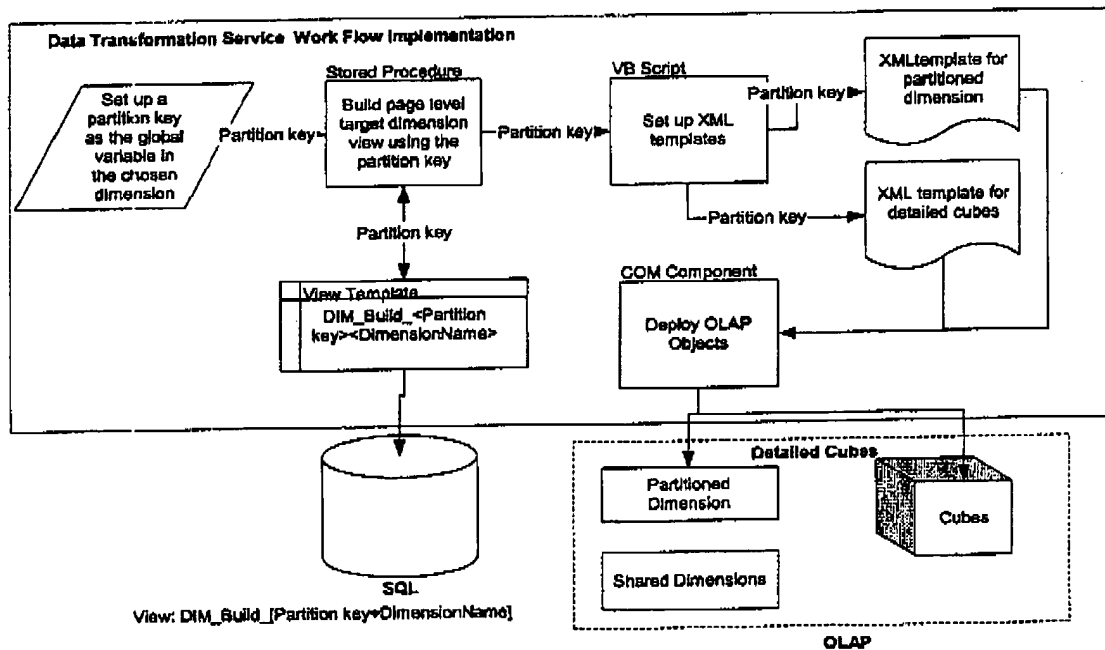 Data Transformation Service Work Flow Implementation
Set up a
partition key
as the global
variable in
the chosen
dimension
Partition key
Stored Procedure
Build page level
target dimension
view using the
partition key
Partition key
VB Script
Set up XML
templates
Partition key
XMLtemplate for
partitioned
dimension
Partition key
XML template for
detailed cubes
Partition key
View Template
DIM_Build_<Partition
key><DimensionName>
COM Component
Deploy OLAP
Objects
SQL
View: DIM_Build_[Partition key+DimensionName]
Detailed Cubes
Partitioned
Dimension
Cubes
Shared Dimensions
OLAP